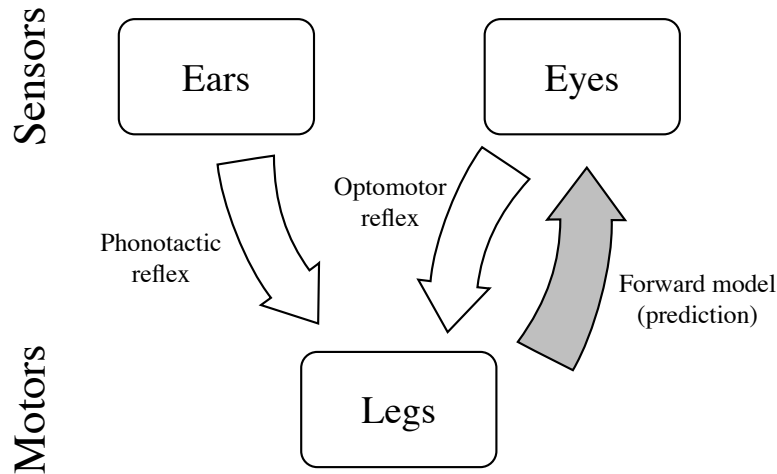 Sensors
Ears
Eyes
Optomotor
reflex
Phonotactic
reflex
Forward model
(prediction)
Motors
Legs